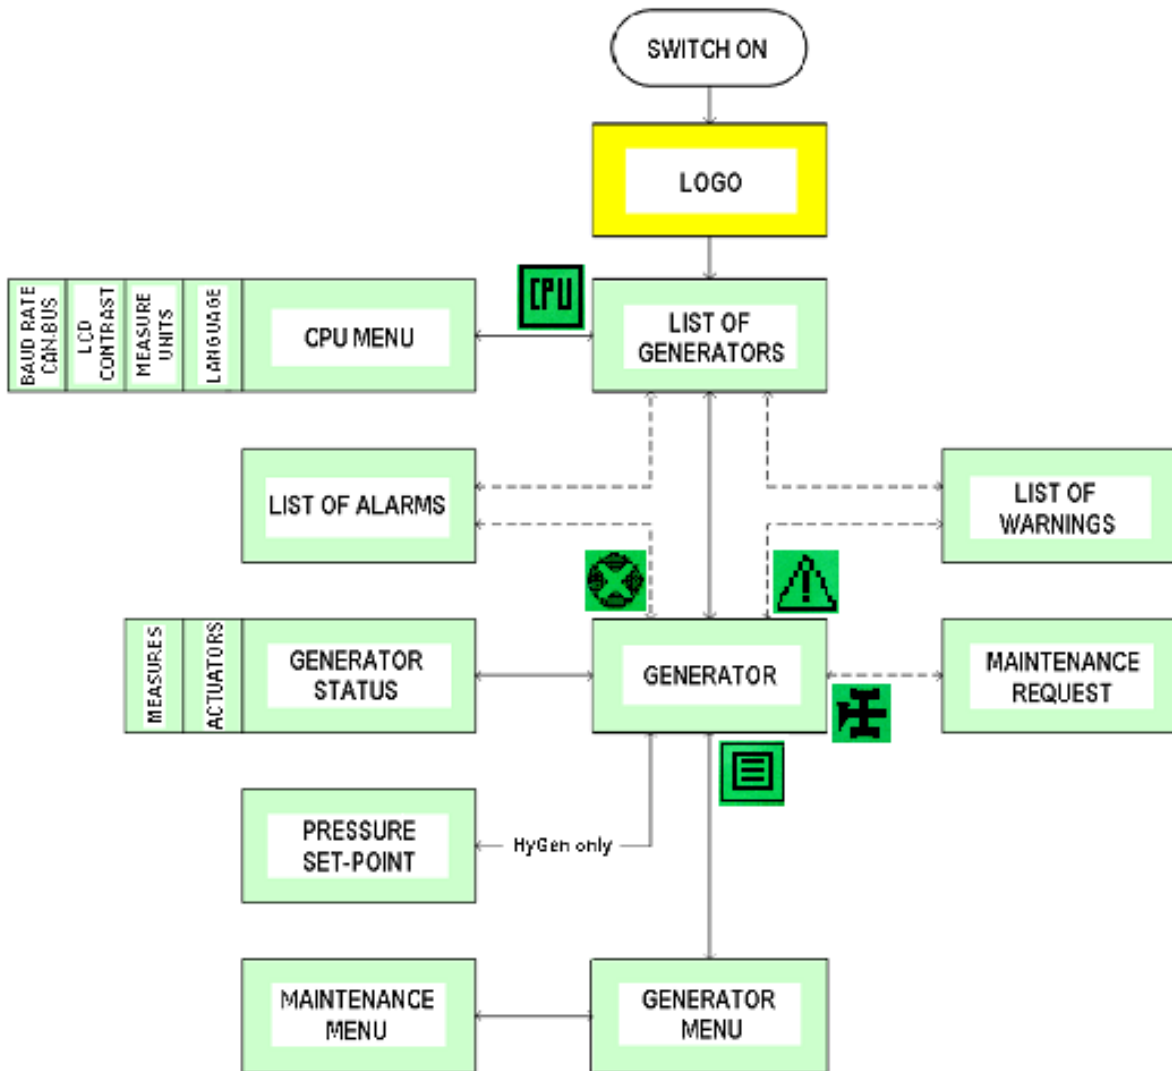 SWITCH ON
LOGO
BAUD RATE
CAN-BUS
LCD
CONTRAST
MEASURE
UNITS
LANGUAGE
CPU MENU
CPU
LIST OF
GENERATORS
LIST OF ALARMS
LIST OF
WARNINGS
MEASURES
ACTUATORS
GENERATOR
STATUS
GENERATOR
MAINTENANCE
REQUEST
PRESSURE
SET-POINT
HyGen only
MAINTENANCE
MENU
GENERATOR
MENU